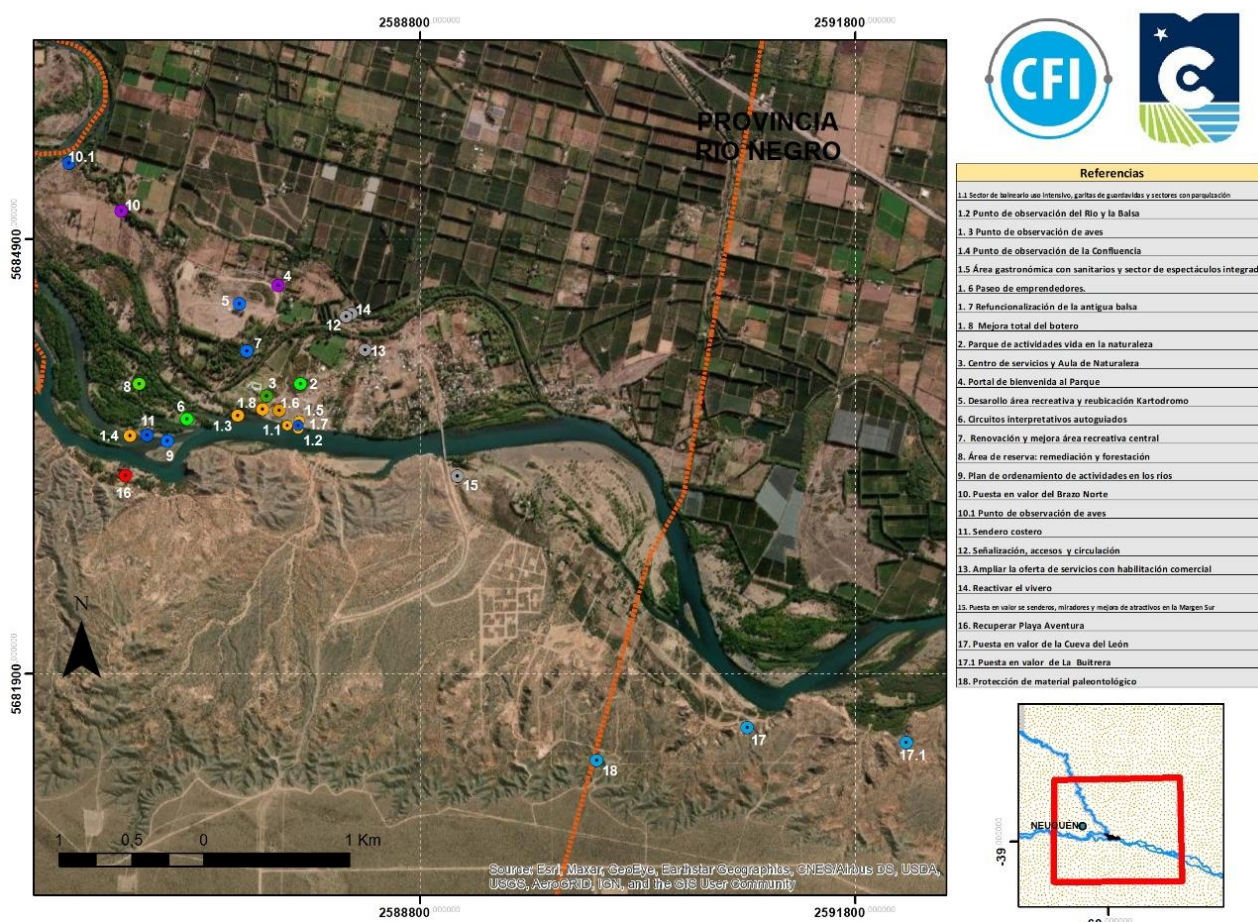 2588800
2591800
CFI
C
PROVINCIA
RIO NEGRO
10.1
10
5684900
4
5
14
12
13
7
8
3
2
1.8
1.6
6
1.3
1.5
1.7
1.1
1.2
1.4
11
9
16
15
N
5681900
17
17.1
18
1 0,5 0 1 Km
Source: Esri, Maxar, GeoEye, Earthstar Geographics, CNES/Airbus DS, USDA,
USGS, AeroGRID, IGN, and the GIS User Community
2588800
2591800
Referencias
1.1 Sector de balneario uso intensivo, garitas de guardavidas y sectores con parquización
1.2 Punto de observación del Rio y la Balsa
1. 3 Punto de observación de aves
1.4 Punto de observación de la Confluencia
1.5 Área gastronómica con sanitarios y sector de espectáculos integrad
1. 6 Paseo de emprendedores.
1. 7 Refuncionalización de la antigua balsa
1. 8 Mejora total del botero
2. Parque de actividades vida en la naturaleza
3. Centro de servicios y Aula de Naturaleza
4. Portal de bienvenida al Parque
5. Desarollo área recreativa y reubicación Kartodromo
6. Circuitos interpretativos autoguiados
7. Renovación y mejora área recreativa central
8. Área de reserva: remediación y forestación
9. Plan de ordenamiento de actividades en los ríos
10. Puesta en valor del Brazo Norte
10.1 Punto de observación de aves
11. Sendero costero
12. Señalización, accesos y circulación
13. Ampliar la oferta de servicios con habilitación comercial
14. Reactivar el vivero
15. Puesta en valor se senderos, miradores y mejora de atractivos en la Margen Sur
16. Recuperar Playa Aventura
17. Puesta en valor de la Cueva del León
17.1 Puesta en valor de La Buitrera
18. Protección de material paleontológico
NEUQUÉN
-39